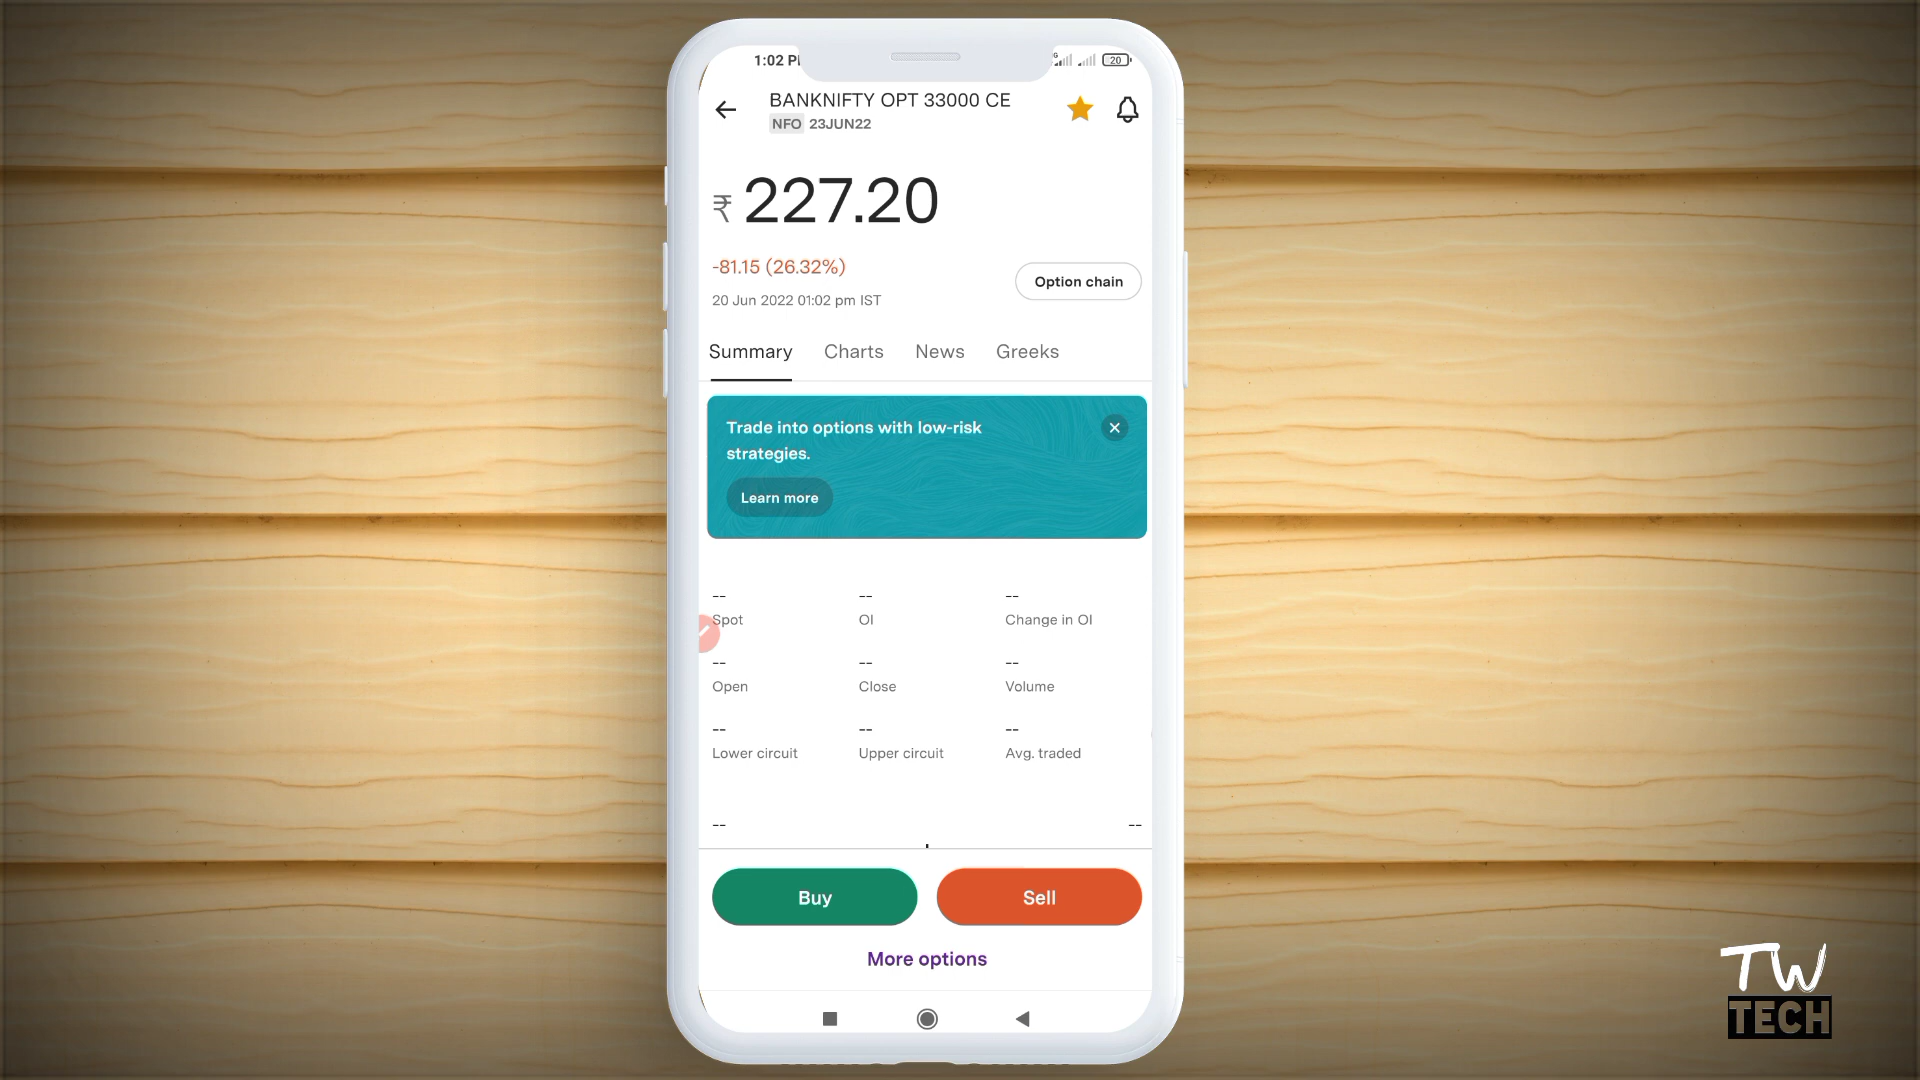 1:02 P
20
BANKNIFTY OPT 33000 CE
NFO 23JUN22
₹ 227.20
-81.15 (26.32%)
Option chain
20 Jun 2022 01:02 pm IST
Summary Charts News Greeks
Trade into options with low-risk
strategies.
Learn more
-- -- --
Spot OI Change in OI
-- -- --
Open Close Volume
-- -- --
Lower circuit Upper circuit Avg. traded
-- --
Buy Sell
More options
TW
TECH